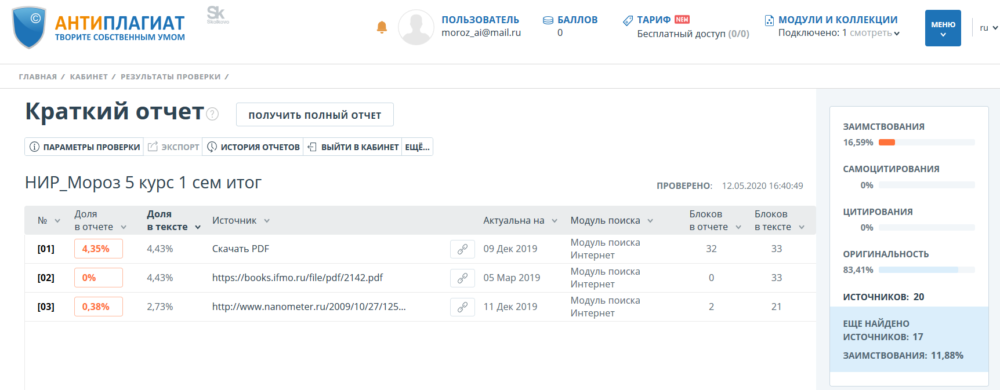 ©
АНТИПЛАГИАТ
ТВОРИТЕ СОБСТВЕННЫМ УМОМ
Sk
Skolkovo
ПОЛЬЗОВАТЕЛЬ
moroz_ai@mail.ru
БАЛЛОВ
0
ТАРИФ NEW
Бесплатный доступ (0/0)
МОДУЛИ И КОЛЛЕКЦИИ
Подключено: 1 смотреть
МЕНЮ
ru
ГЛАВНАЯ / КАБИНЕТ / РЕЗУЛЬТАТЫ ПРОВЕРКИ /
Краткий отчет ?
ПОЛУЧИТЬ ПОЛНЫЙ ОТЧЕТ
ПАРАМЕТРЫ ПРОВЕРКИ ЭКСПОРТ ИСТОРИЯ ОТЧЕТОВ ВЫЙТИ В КАБИНЕТ ЕЩЁ...
НИР_Мороз 5 курс 1 сем итог
ПРОВЕРЕНО: 12.05.2020 16:40:49
№ Доля в отчете Доля в тексте Источник Актуальна на Модуль поиска Блоков в отчете Блоков в тексте
[01] 4,35% 4,43% Скачать PDF 09 Дек 2019 Модуль поиска Интернет 32 33
[02] 0% 4,43% https://books.ifmo.ru/file/pdf/2142.pdf 05 Мар 2019 Модуль поиска Интернет 0 33
[03] 0,38% 2,73% http://www.nanometer.ru/2009/10/27/125... 11 Дек 2019 Модуль поиска Интернет 2 21
ЗАИМСТВОВАНИЯ
16,59%
САМОЦИТИРОВАНИЯ
0%
ЦИТИРОВАНИЯ
0%
ОРИГИНАЛЬНОСТЬ
83,41%
ИСТОЧНИКОВ: 20
ЕЩЕ НАЙДЕНО
ИСТОЧНИКОВ: 17
ЗАИМСТВОВАНИЯ: 11,88%